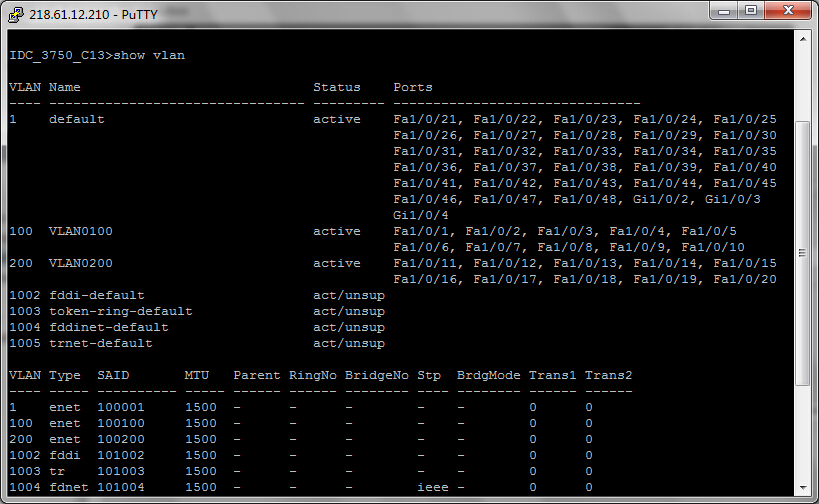 218.61.12.210 - PuTTY
IDC_3750_C13>show vlan
VLAN Name                             Status    Ports
---- -------------------------------- --------- -------------------------------
1    default                          active    Fa1/0/21, Fa1/0/22, Fa1/0/23, Fa1/0/24, Fa1/0/25
                                                Fa1/0/26, Fa1/0/27, Fa1/0/28, Fa1/0/29, Fa1/0/30
                                                Fa1/0/31, Fa1/0/32, Fa1/0/33, Fa1/0/34, Fa1/0/35
                                                Fa1/0/36, Fa1/0/37, Fa1/0/38, Fa1/0/39, Fa1/0/40
                                                Fa1/0/41, Fa1/0/42, Fa1/0/43, Fa1/0/44, Fa1/0/45
                                                Fa1/0/46, Fa1/0/47, Fa1/0/48, Gi1/0/2, Gi1/0/3
                                                Gi1/0/4
100  VLAN0100                         active    Fa1/0/1, Fa1/0/2, Fa1/0/3, Fa1/0/4, Fa1/0/5
                                                Fa1/0/6, Fa1/0/7, Fa1/0/8, Fa1/0/9, Fa1/0/10
200  VLAN0200                         active    Fa1/0/11, Fa1/0/12, Fa1/0/13, Fa1/0/14, Fa1/0/15
                                                Fa1/0/16, Fa1/0/17, Fa1/0/18, Fa1/0/19, Fa1/0/20
1002 fddi-default                     act/unsup
1003 token-ring-default               act/unsup
1004 fddinet-default                  act/unsup
1005 trnet-default                    act/unsup
VLAN Type  SAID       MTU   Parent RingNo BridgeNo Stp  BrdgMode Trans1 Trans2
---- ----- ---------- ----- ------ ------ -------- ---- -------- ------ ------
1    enet  100001     1500  -      -      -        -    -        0      0
100  enet  100100     1500  -      -      -        -    -        0      0
200  enet  100200     1500  -      -      -        -    -        0      0
1002 fddi  101002     1500  -      -      -        -    -        0      0
1003 tr    101003     1500  -      -      -        -    -        0      0
1004 fdnet 101004     1500  -      -      -        ieee -        0      0